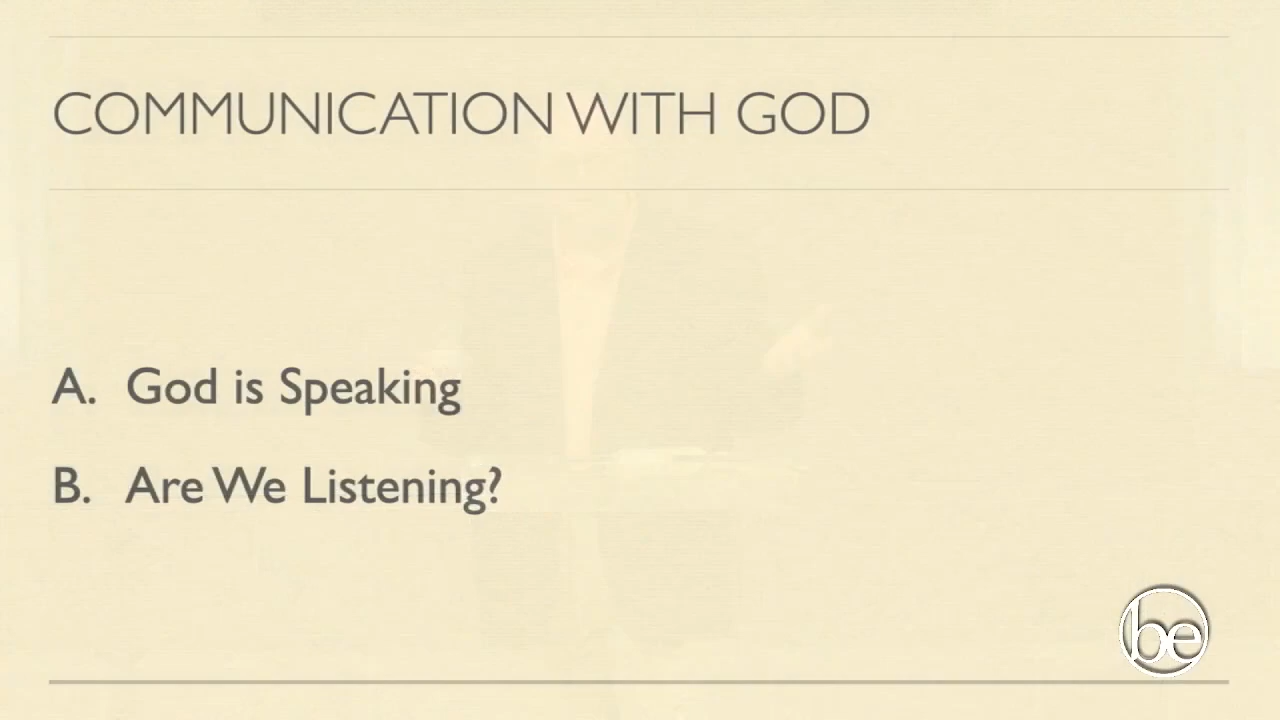 COMMUNICATION WITH GOD
A. God is Speaking
B. Are We Listening?
be